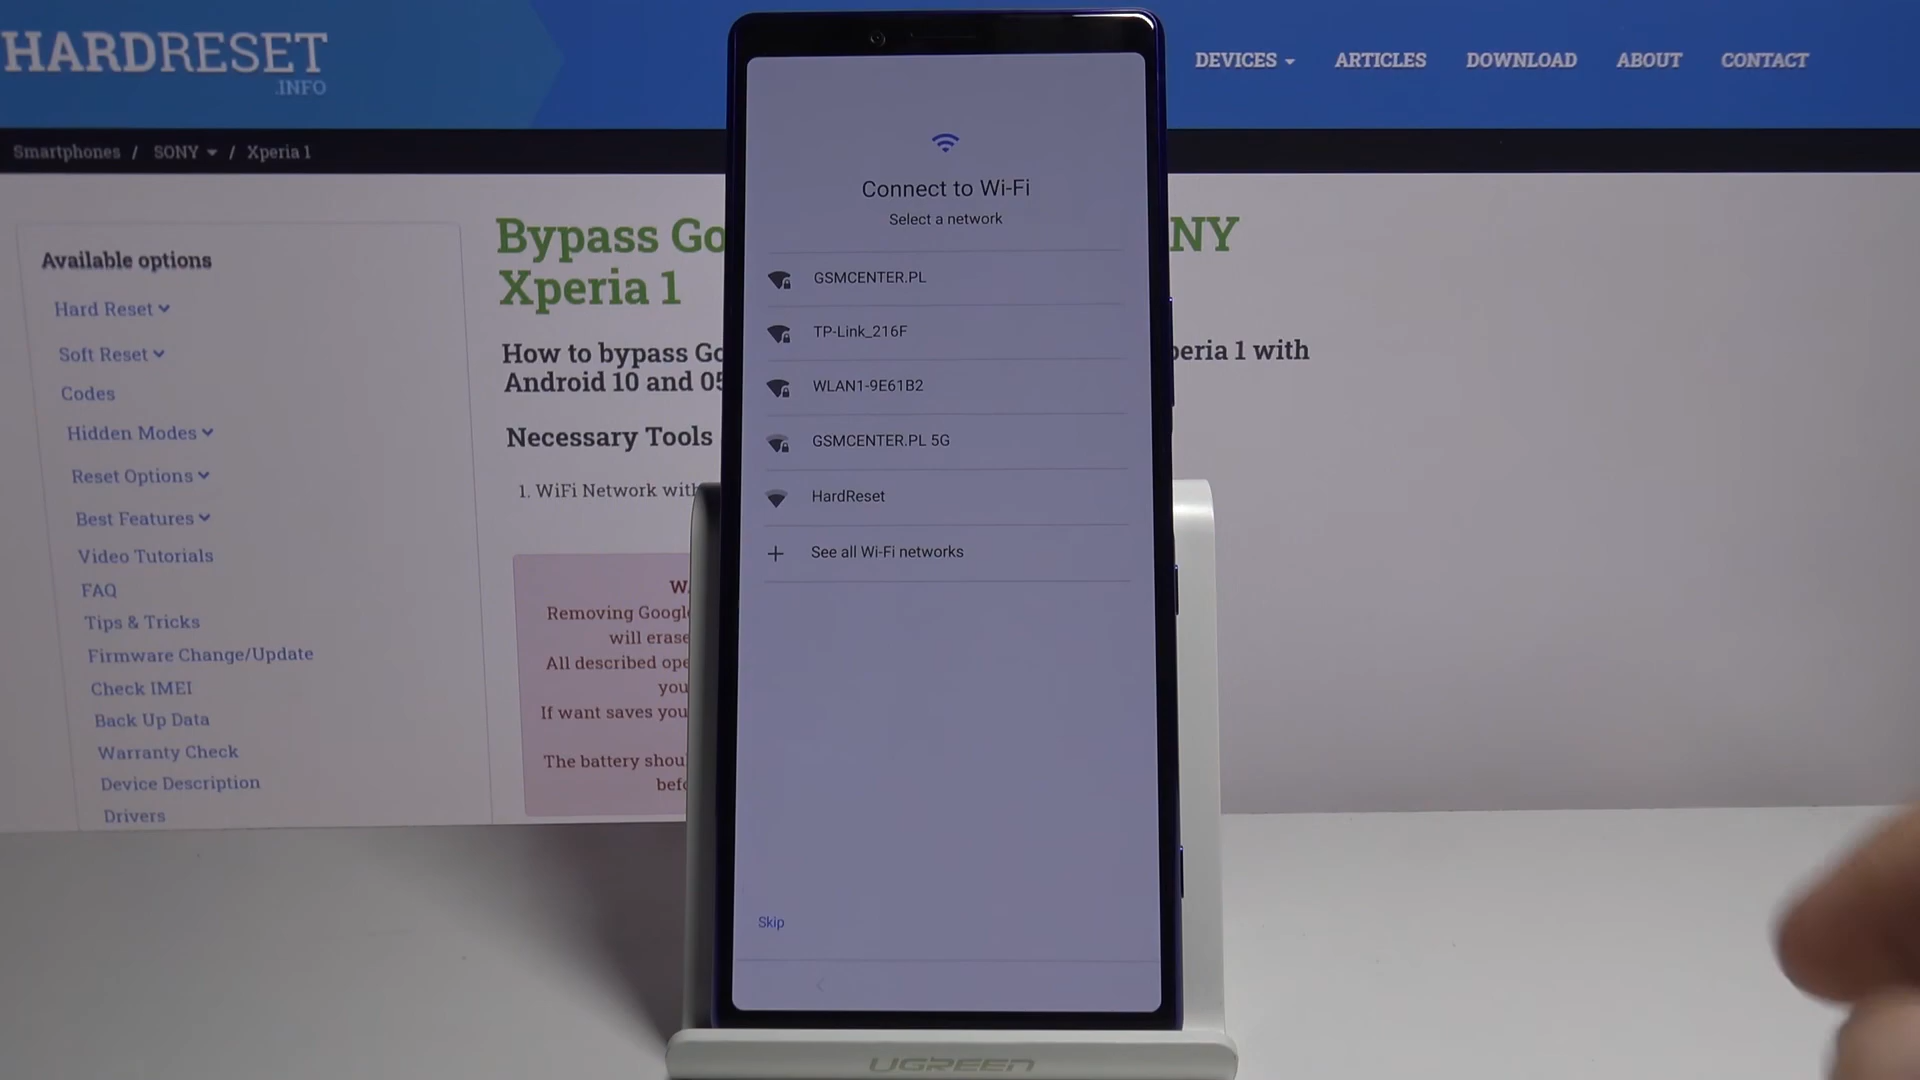 HARDRESET
.INFO
DEVICES
ARTICLES
DOWNLOAD
ABOUT
CONTACT
Smartphones / SONY / Xperia 1
Available options
Hard Reset
Soft Reset
Codes
Hidden Modes
Reset Options
Best Features
Video Tutorials
FAQ
Tips & Tricks
Firmware Change/Update
Check IMEI
Back Up Data
Warranty Check
Device Description
Drivers
Bypass Go
NY
Xperia 1
How to bypass Go
peria 1 with
Android 10 and 05
Necessary Tools
1. WiFi Network with
W
Removing Google
will erase
All described ope
you
If want saves you
The battery shou
befo
Connect to Wi-Fi
Select a network
GSMCENTER.PL
TP-Link_216F
WLAN1-9E61B2
GSMCENTER.PL 5G
HardReset
See all Wi-Fi networks
Skip
UGREEN